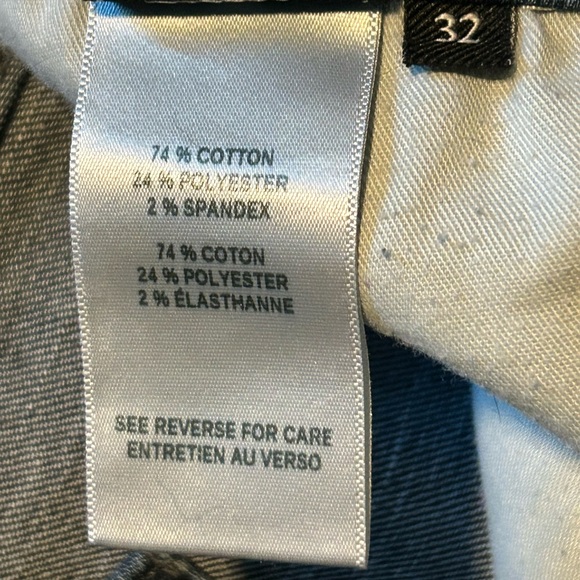 32
74 % COTTON
24 % POLYESTER
2 % SPANDEX
74 % COTON
24 % POLYESTER
2 % ÉLASTHANNE
SEE REVERSE FOR CARE
ENTRETIEN AU VERSO